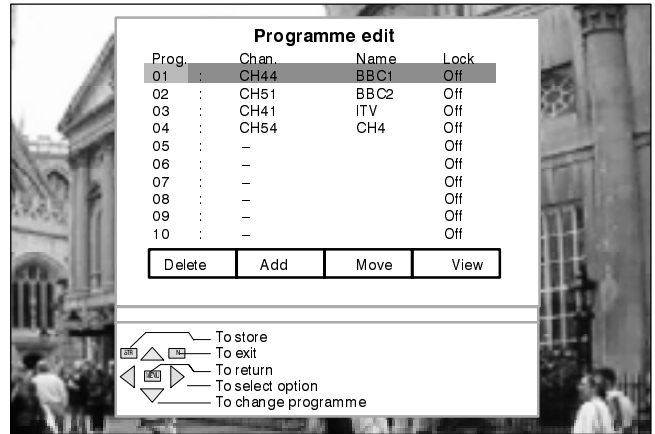 Programme edit
Prog. Chan. Name Lock
01 : CH44 BBC1 Off
02 : CH51 BBC2 Off
03 : CH41 ITV Off
04 : CH54 CH4 Off
05 : – Off
06 : – Off
07 : – Off
08 : – Off
09 : – Off
10 : – Off
Delete Add Move View
To store
STR N To exit
MENU To return
To select option
To change programme